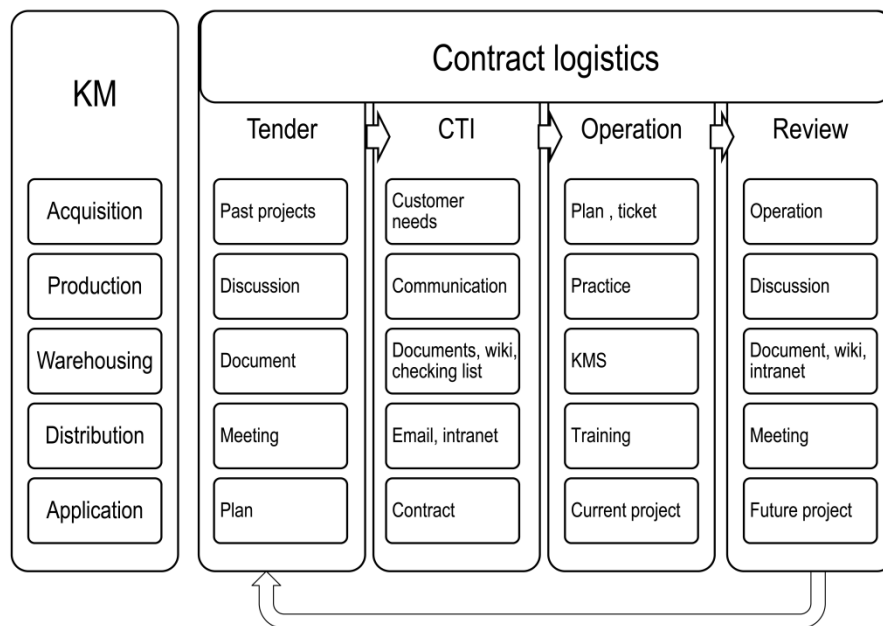 Contract logistics
KM
Tender
CTI
Operation
Review
Acquisition
Past projects
Customer
needs
Plan , ticket
Operation
Production
Discussion
Communication
Practice
Discussion
Warehousing
Document
Documents, wiki,
checking list
KMS
Document, wiki,
intranet
Distribution
Meeting
Email, intranet
Training
Meeting
Application
Plan
Contract
Current project
Future project